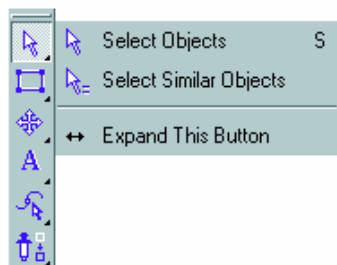 Select Objects S
Select Similar Objects
Expand This Button
A